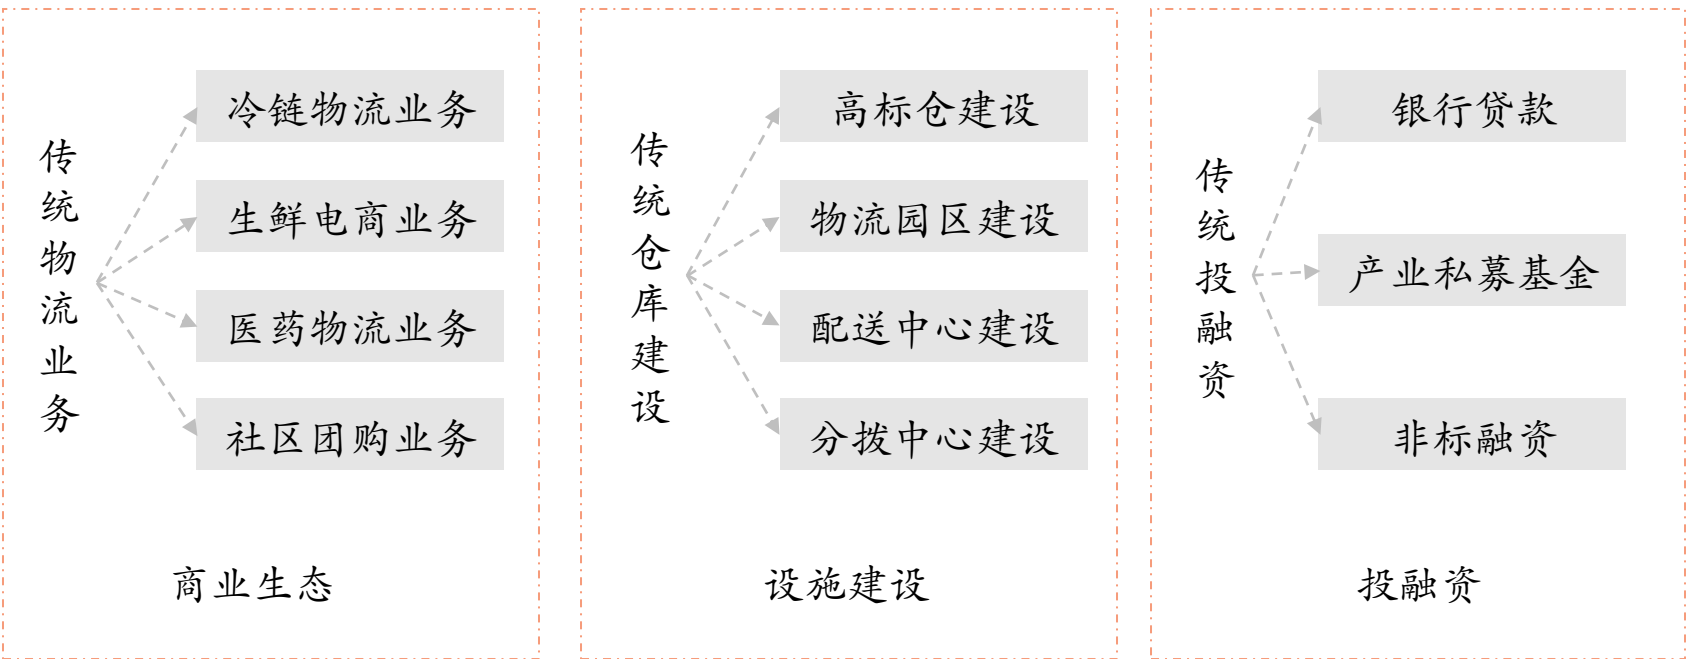 传统物流业务
冷链物流业务
生鲜电商业务
医药物流业务
社区团购业务
商业生态
传统仓库建设
高标仓建设
物流园区建设
配送中心建设
分拨中心建设
设施建设
传统投融资
银行贷款
产业私募基金
非标融资
投融资